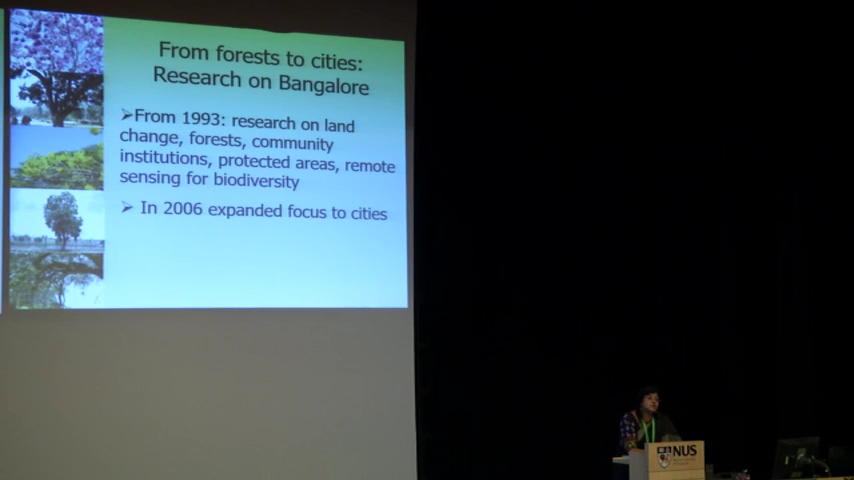 From forests to cities:
Research on Bangalore
➢From 1993: research on land
change, forests, community
institutions, protected areas, remote
sensing for biodiversity
➢ In 2006 expanded focus to cities
NUS